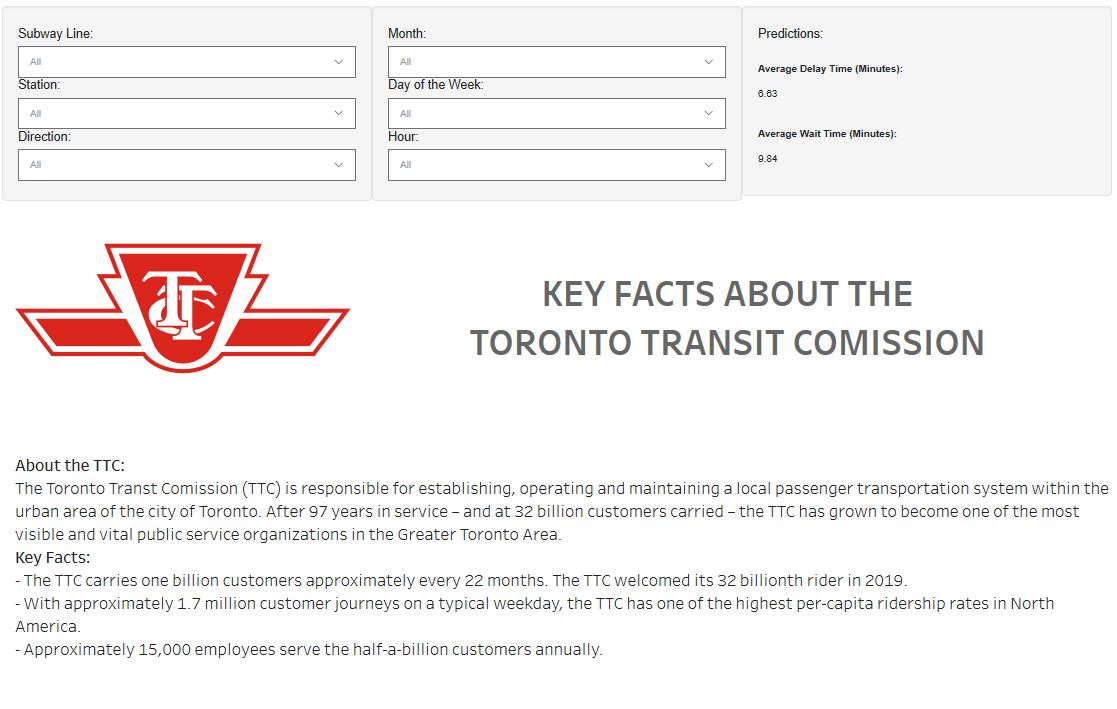 Subway Line:
All
Station:
All
Direction:
All
Month:
All
Day of the Week:
All
Hour:
All
Predictions:
Average Delay Time (Minutes):
6.63
Average Wait Time (Minutes):
9.84
TTC
KEY FACTS ABOUT THE
TORONTO TRANSIT COMISSION
About the TTC:
The Toronto Transt Comission (TTC) is responsible for establishing, operating and maintaining a local passenger transportation system within the
urban area of the city of Toronto. After 97 years in service – and at 32 billion customers carried – the TTC has grown to become one of the most
visible and vital public service organizations in the Greater Toronto Area.
Key Facts:
- The TTC carries one billion customers approximately every 22 months. The TTC welcomed its 32 billionth rider in 2019.
- With approximately 1.7 million customer journeys on a typical weekday, the TTC has one of the highest per-capita ridership rates in North
America.
- Approximately 15,000 employees serve the half-a-billion customers annually.